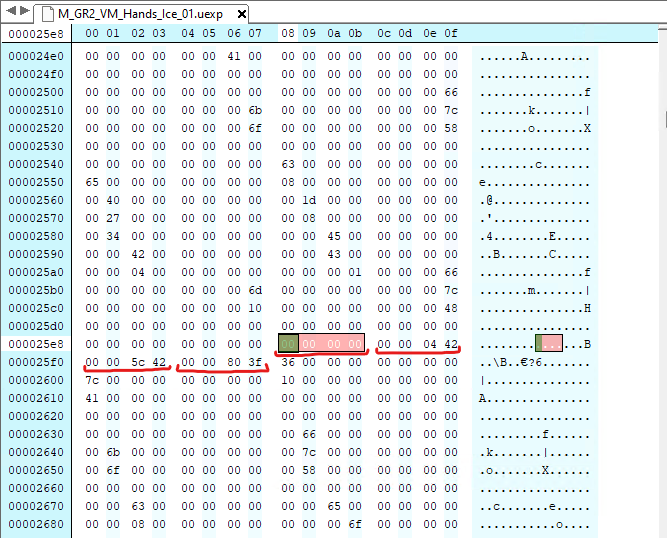 M_GR2_VM_Hands_Ice_01.uexp
000025e8 00 01 02 03 04 05 06 07 08 09 0a 0b 0c 0d 0e 0f
000024e0 00 00 00 00 00 00 41 00 00 00 00 00 00 00 00 00 ......A.........
000024f0 00 00 00 00 00 00 00 00 00 00 00 00 00 00 00 00 ................
00002500 00 00 00 00 00 00 00 00 00 00 00 00 00 00 00 66 ...............f
00002510 00 00 00 00 00 00 00 6b 00 00 00 00 00 00 00 7c .......k.......|
00002520 00 00 00 00 00 00 00 6f 00 00 00 00 00 00 00 58 .......o.......X
00002530 00 00 00 00 00 00 00 00 00 00 00 00 00 00 00 00 ................
00002540 00 00 00 00 00 00 00 00 63 00 00 00 00 00 00 00 ........c.......
00002550 65 00 00 00 00 00 00 00 08 00 00 00 00 00 00 00 e...............
00002560 00 40 00 00 00 00 00 00 00 1d 00 00 00 00 00 00 .@..............
00002570 00 27 00 00 00 00 00 00 00 08 00 00 00 00 00 00 .'..............
00002580 00 34 00 00 00 00 00 00 00 00 45 00 00 00 00 00 .4........E.....
00002590 00 00 42 00 00 00 00 00 00 00 43 00 00 00 00 00 ..B.......C.....
000025a0 00 00 04 00 00 00 00 00 00 00 00 01 00 00 00 66 ...............f
000025b0 00 00 00 00 00 00 00 6d 00 00 00 00 00 00 00 7c .......m.......|
000025c0 00 00 00 00 00 00 00 10 00 00 00 00 00 00 00 48 ...............H
000025d0 00 00 00 00 00 00 00 00 00 00 00 00 00 00 00 00 ................
000025e8 00 00 00 00 00 00 00 00 00 00 00 00 00 00 04 42 ...............B
000025f0 00 00 5c 42 00 00 80 3f 36 00 00 00 00 00 00 00 ..\B..€?6.......
00002600 7c 00 00 00 00 00 00 00 10 00 00 00 00 00 00 00 |...............
00002610 41 00 00 00 00 00 00 00 00 00 00 00 00 00 00 00 A...............
00002620 00 00 00 00 00 00 00 00 00 00 00 00 00 00 00 00 ................
00002630 00 00 00 00 00 00 00 00 00 66 00 00 00 00 00 00 .........f......
00002640 00 6b 00 00 00 00 00 00 00 7c 00 00 00 00 00 00 .k.......|......
00002650 00 6f 00 00 00 00 00 00 00 58 00 00 00 00 00 00 .o.......X......
00002660 00 00 00 00 00 00 00 00 00 00 00 00 00 00 00 00 ................
00002670 00 00 63 00 00 00 00 00 00 00 65 00 00 00 00 00 ..c.......e.....
00002680 00 00 08 00 00 00 00 00 00 00 00 6f 00 00 00 00 ...........o....